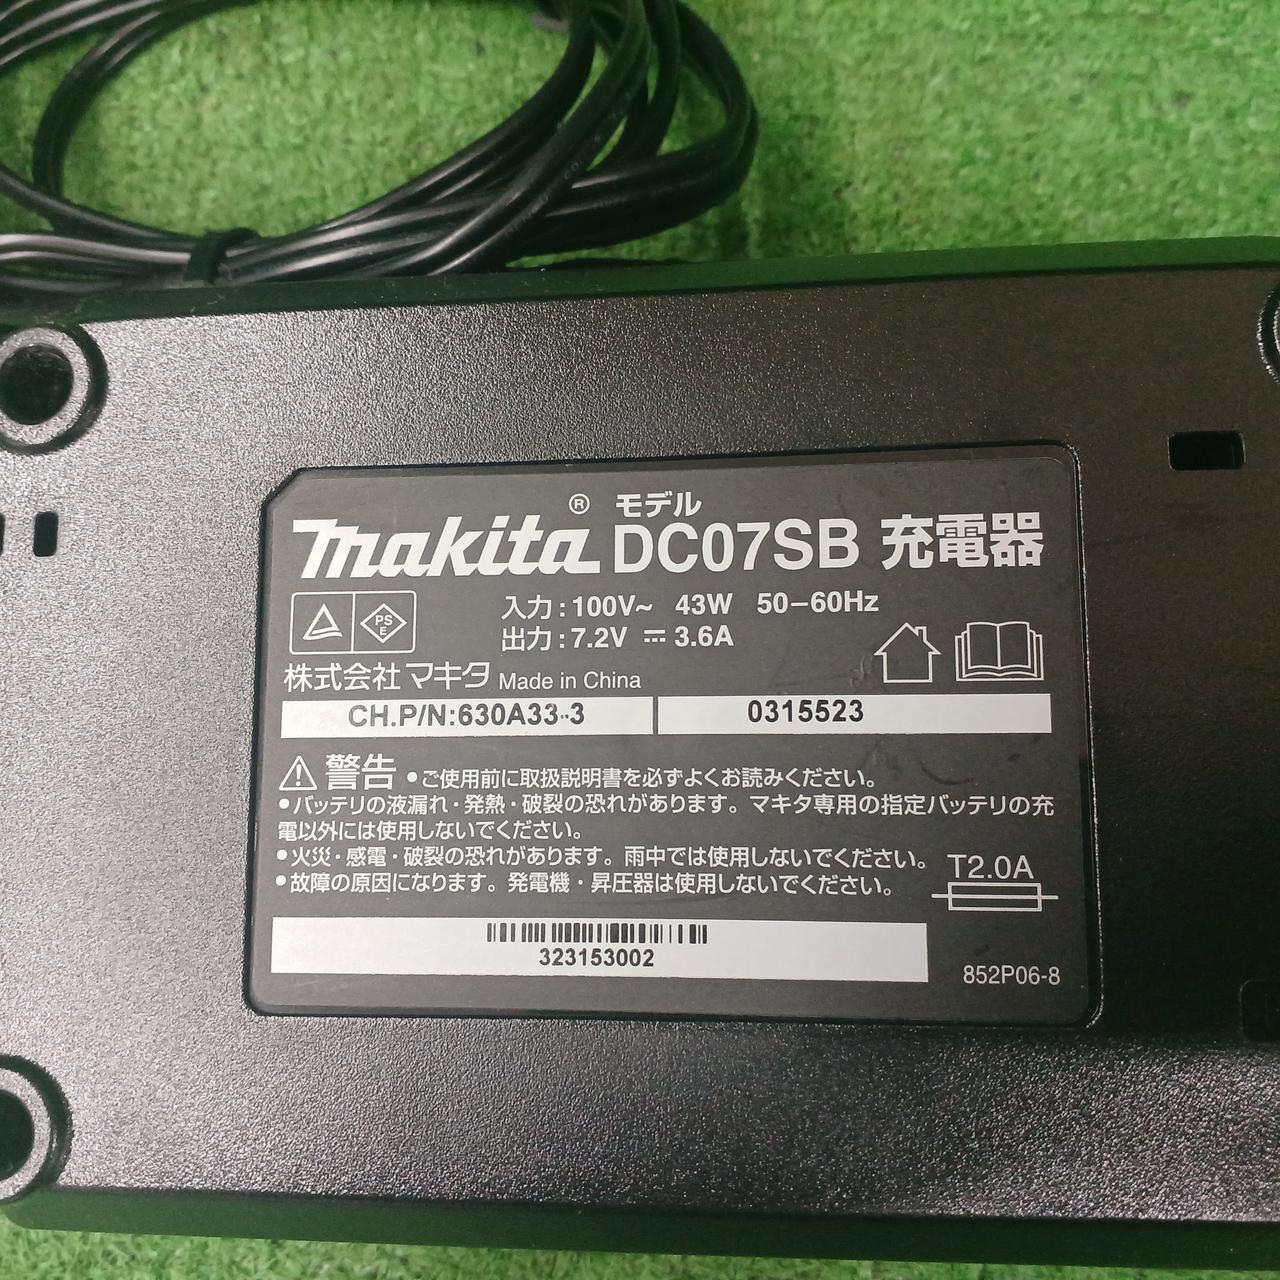 makita® モデル DC07SB 充電器
PS E
入力:100V~ 43W 50-60Hz
出力:7.2V ⎓ 3.6A
株式会社 マキタ Made in China
CH.P/N:630A33-3 0315523
⚠警告 •ご使用前に取扱説明書を必ずよくお読みください。
•バッテリの液漏れ・発熱・破裂の恐れがあります。マキタ専用の指定バッテリの充
電以外には使用しないでください。
•火災・感電・破裂の恐れがあります。雨中では使用しないでください。
•故障の原因になります。発電機・昇圧器は使用しないでください。
T2.0A
323153002
852P06-8